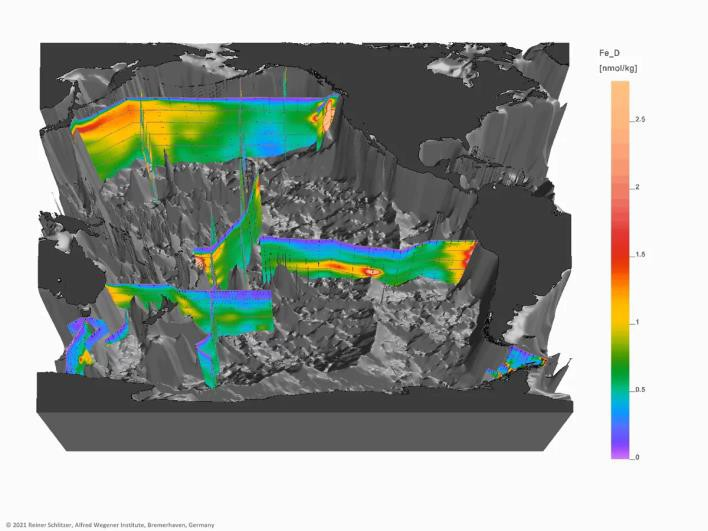 Fe_D
[nmol/kg]
2.5
2
1.5
1
0.5
0
© 2021 Reiner Schlitzer, Alfred Wegener Institute, Bremerhaven, Germany